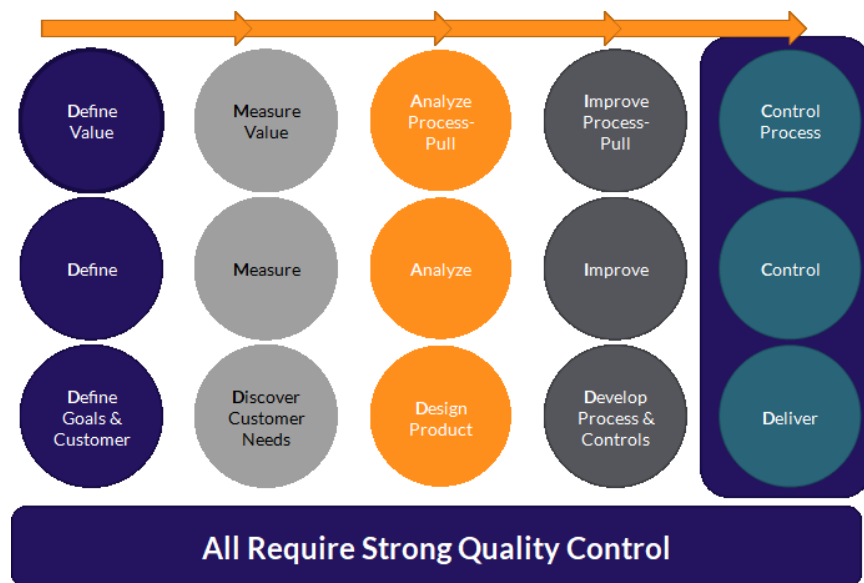 Define
Value
Measure
Value
Analyze
Process-
Pull
Improve
Process-
Pull
Control
Process
Define
Measure
Analyze
Improve
Control
Define
Goals &
Customer
Discover
Customer
Needs
Design
Product
Develop
Process &
Controls
Deliver
All Require Strong Quality Control